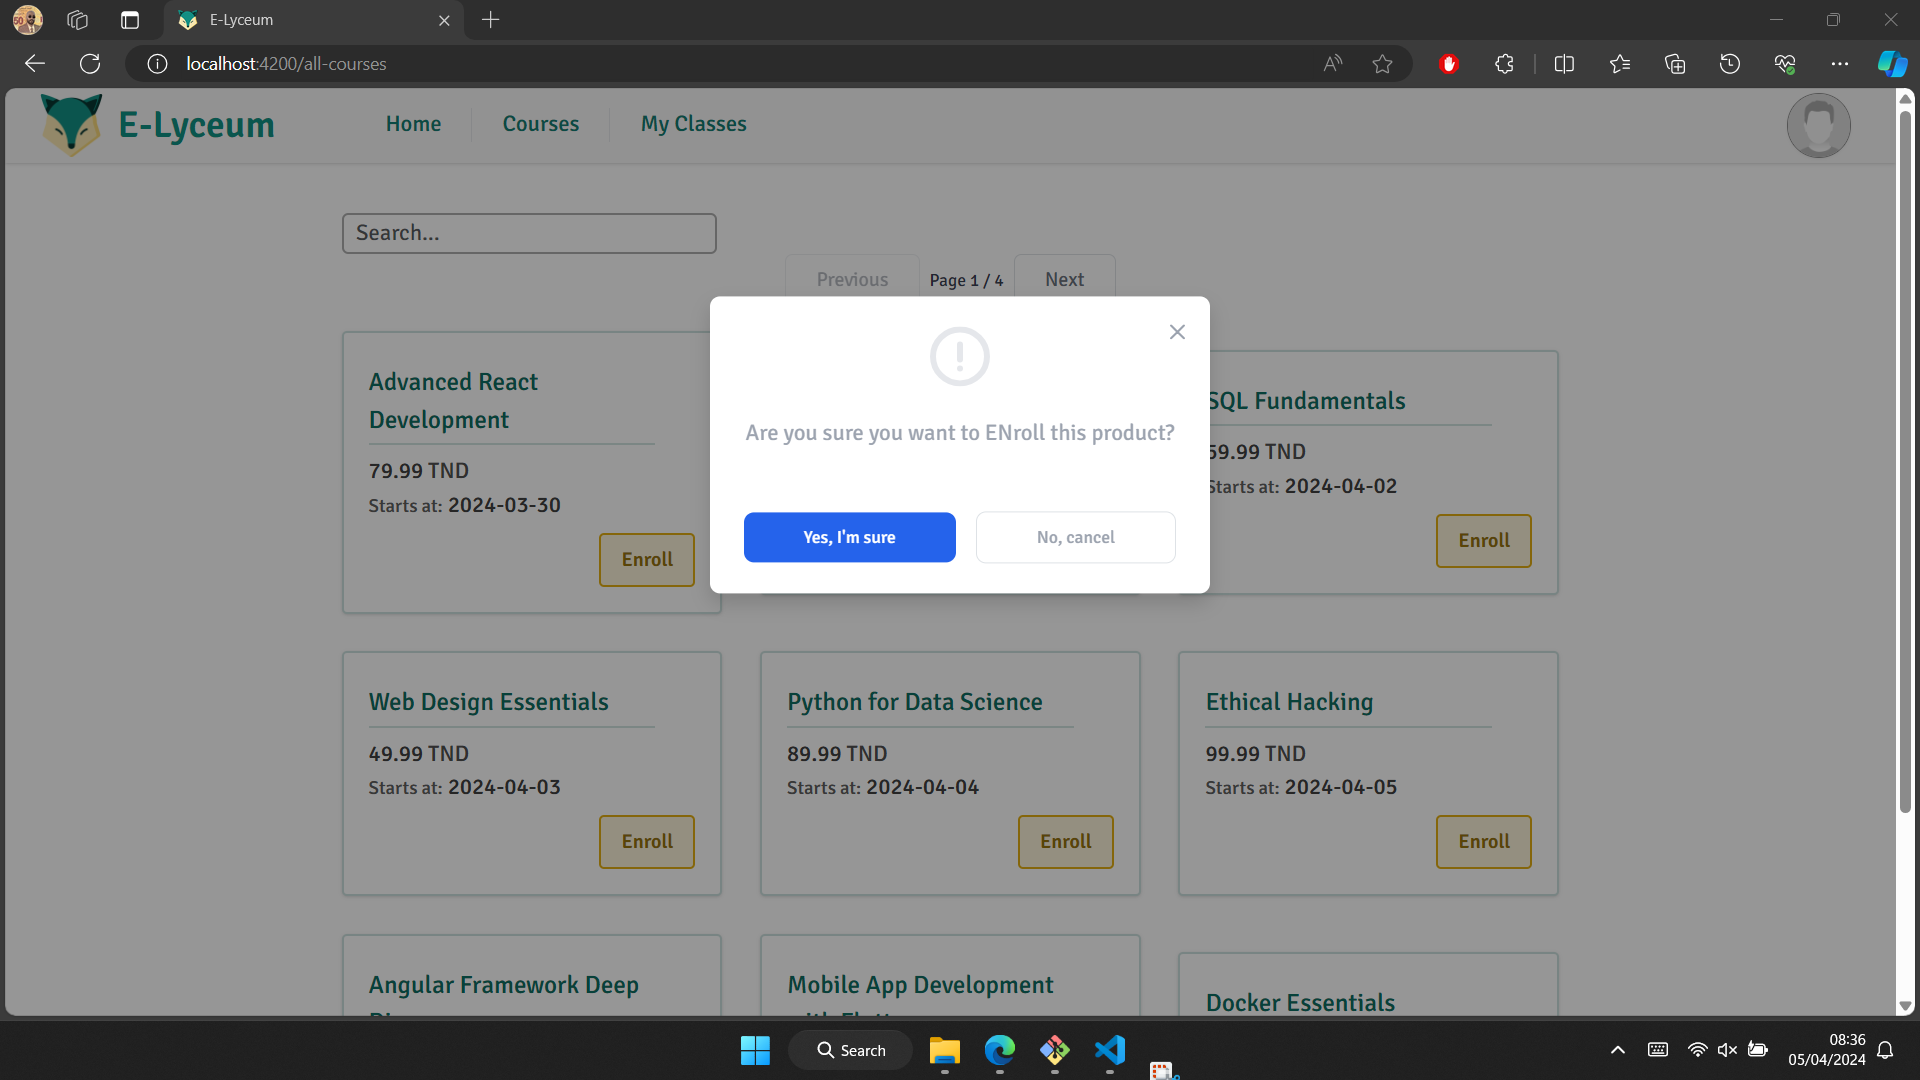 E-Lyceum
localhost:4200/all-courses
E-Lyceum
Home
Courses
My Classes
Search...
Previous
Page 1 / 4
Next
Are you sure you want to ENroll this product?
Yes, I'm sure
No, cancel
Advanced React
Development
79.99 TND
Starts at: 2024-03-30
Enroll
SQL Fundamentals
59.99 TND
Starts at: 2024-04-02
Enroll
Web Design Essentials
49.99 TND
Starts at: 2024-04-03
Enroll
Python for Data Science
89.99 TND
Starts at: 2024-04-04
Enroll
Ethical Hacking
99.99 TND
Starts at: 2024-04-05
Enroll
Angular Framework Deep
Mobile App Development
Docker Essentials
Search
08:36
05/04/2024